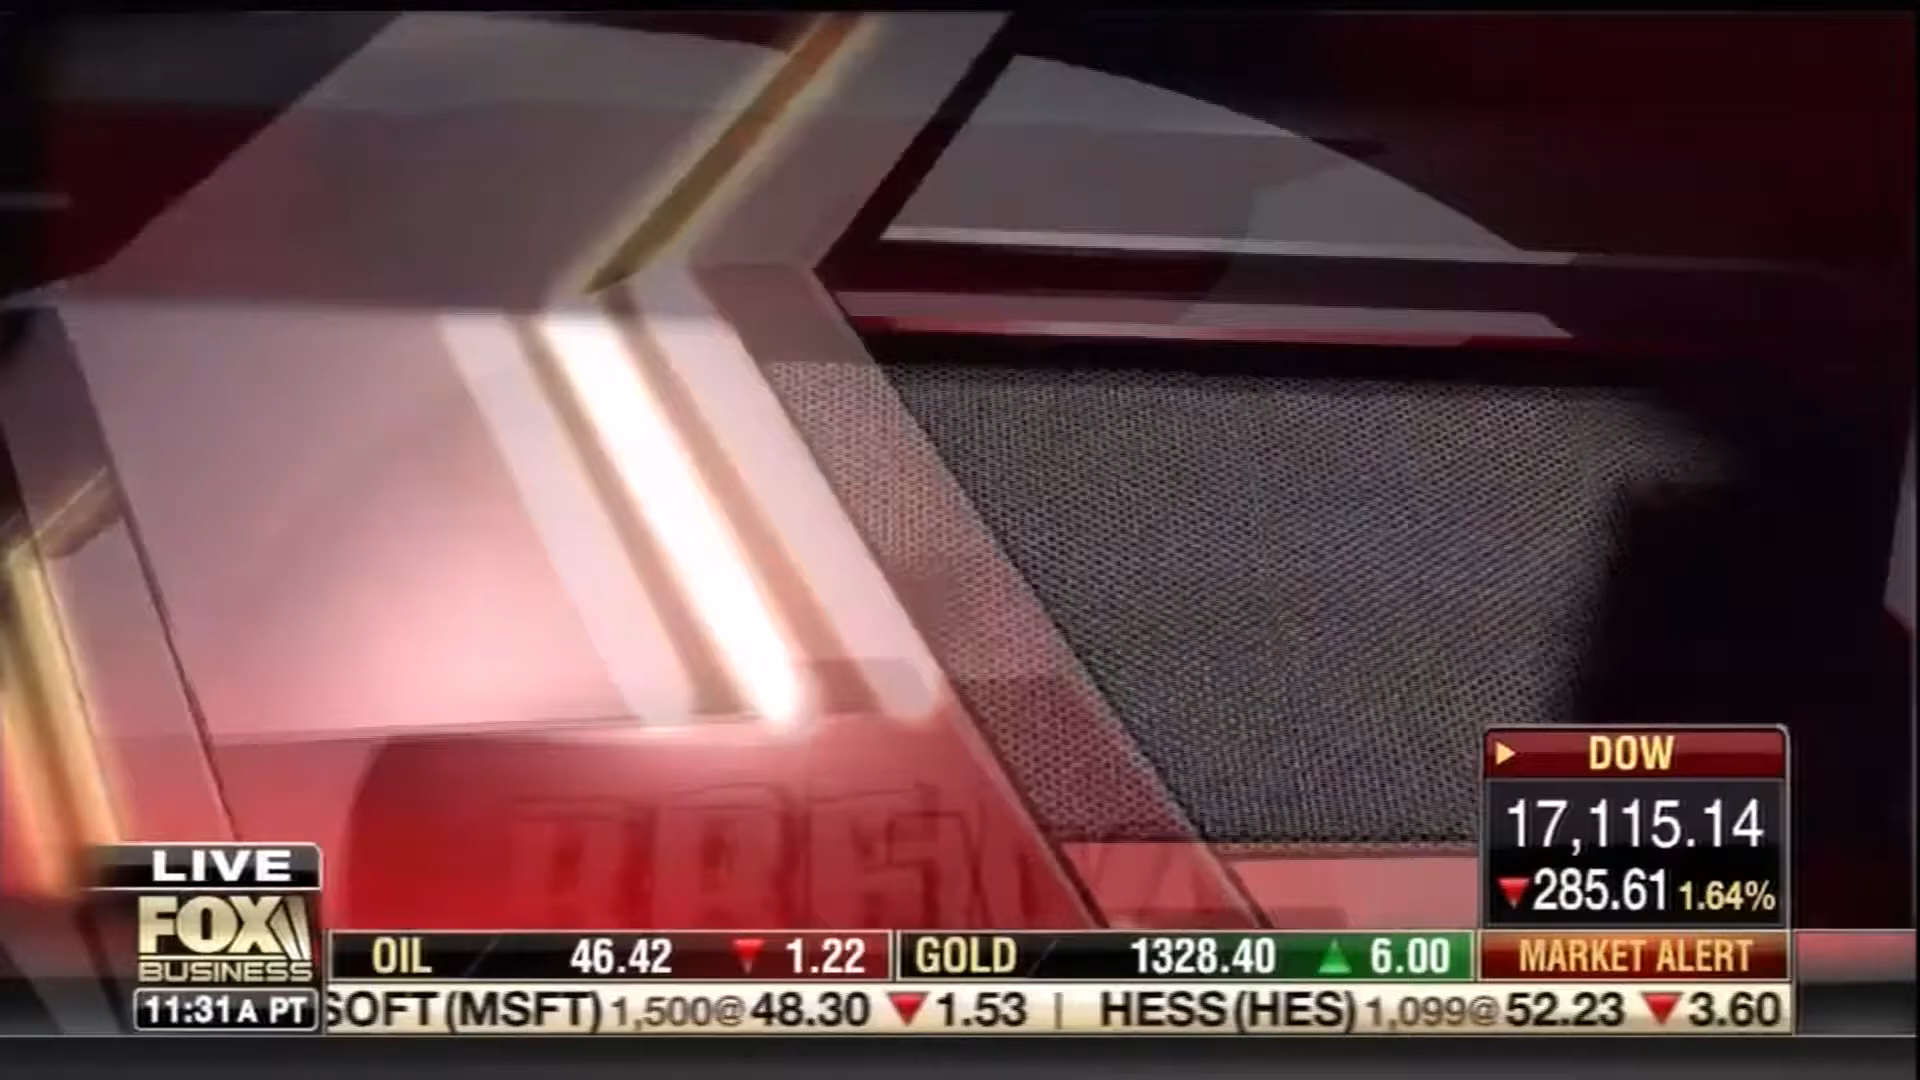 DOW
17,115.14
285.61 1.64%
LIVE
FOX
BUSINESS
OIL 46.42 1.22 GOLD 1328.40 6.00 MARKET ALERT
11:31A PT
SOFT (MSFT) 1,500@48.30 1.53 | HESS (HES) 1,099@52.23 3.60